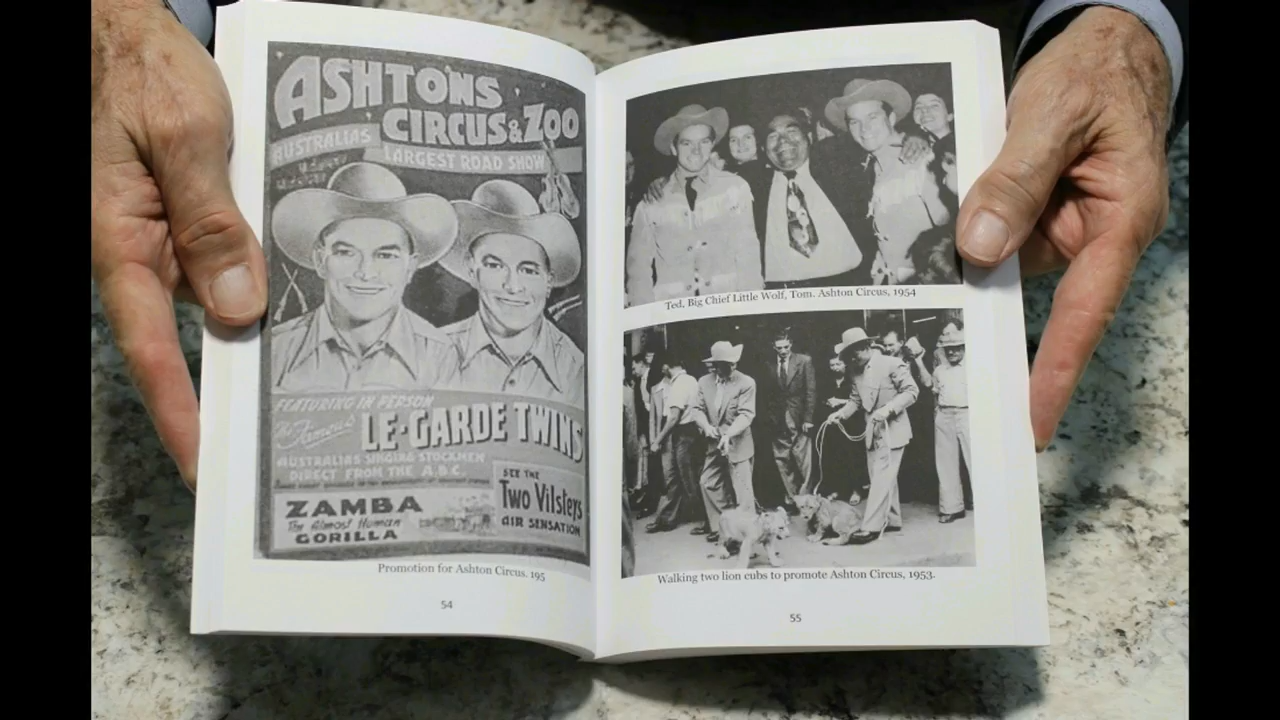 ASHTONS
CIRCUS & ZOO
AUSTRALIAS
LARGEST ROAD SHOW
FEATURING IN PERSON
The Famous LE-GARDE TWINS
AUSTRALIAS SINGING STOCKMEN
DIRECT FROM THE A.B.C.
ZAMBA
The Almost Human
GORILLA
SEE THE
Two Vilsteys
AIR SENSATION
Promotion for Ashton Circus. 195
54
Ted, Big Chief Little Wolf, Tom. Ashton Circus, 1954
Walking two lion cubs to promote Ashton Circus, 1953.
55